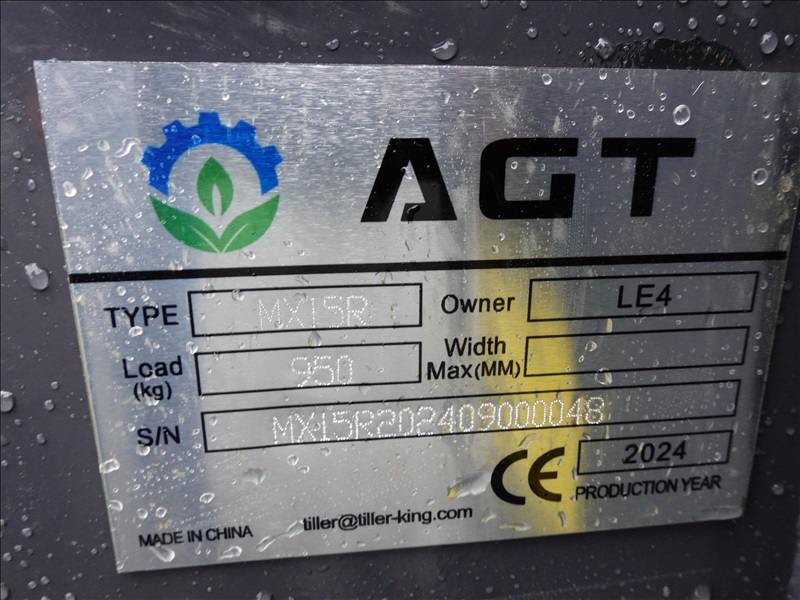 AGT
TYPE MX15R Owner LE4
Load (kg) 950 Width Max(MM)
S/N MX15R202409000048
CE 2024
PRODUCTION YEAR
MADE IN CHINA tiller@tiller-king.com